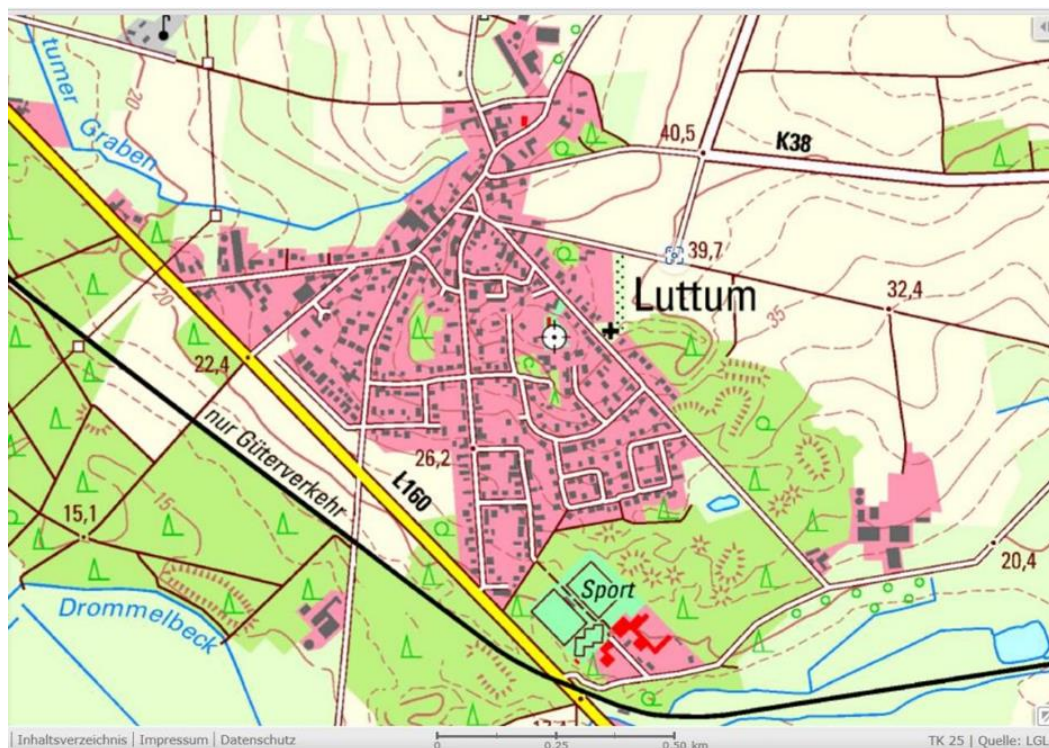 tumer
Graben
20
40,5
K38
39,7
Luttum
32,4
35
20
22,4
nur Güterverkehr
L160
26,2
15
15,1
Sport
20,4
Drommelbeck
| Inhaltsverzeichnis | Impressum | Datenschutz
0 0.25 0.50 km
TK 25 | Quelle: LGL